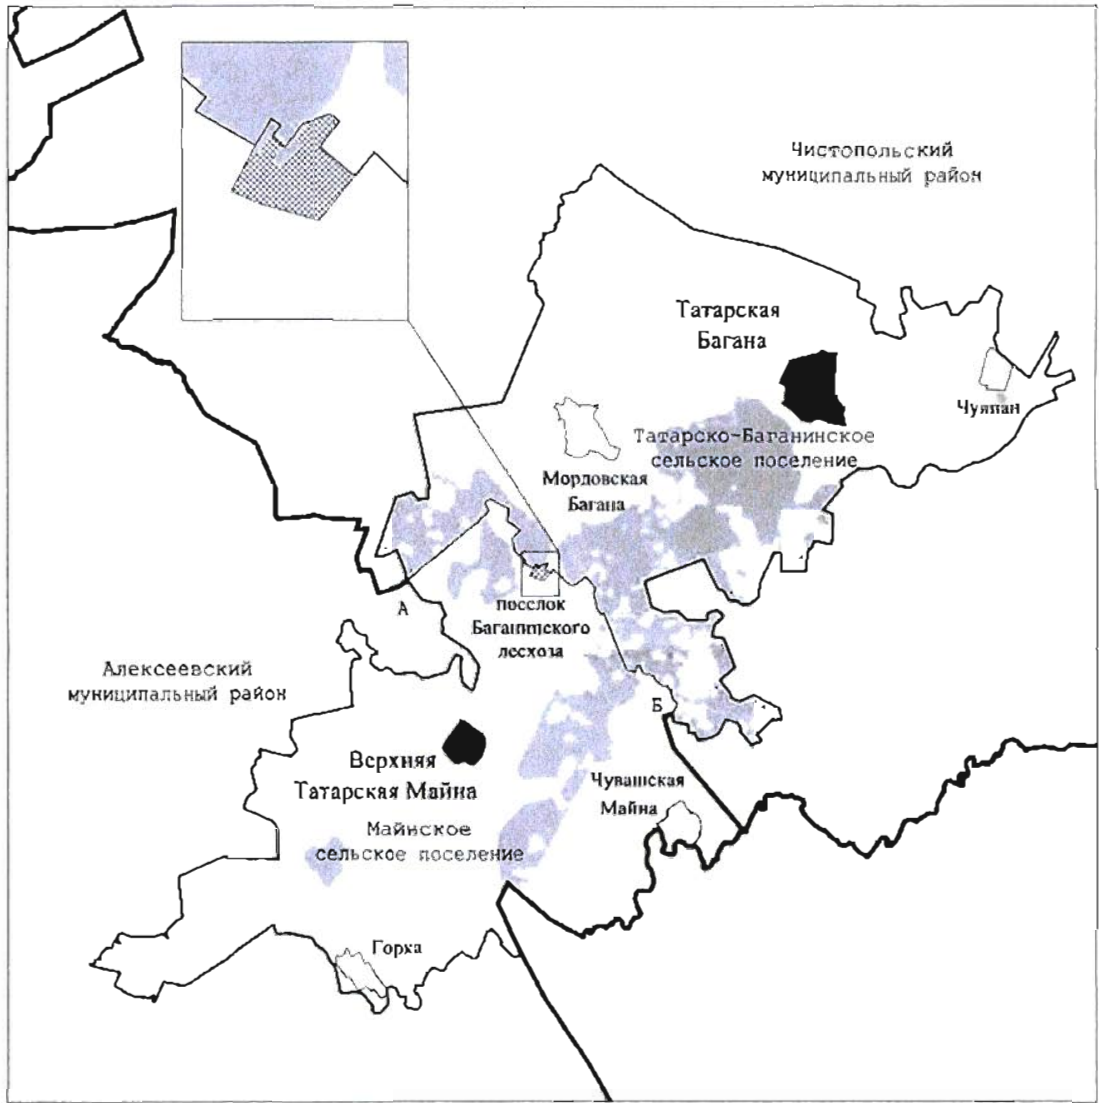 Чистопольский
муниципальный район
Татарская
Багана
Чуяпан
Татарско-Баганинское
сельское поселение
Мордовская
Багана
А
поселок
Баганинского
лесхоза
Алексеевский
муниципальный район
Б
Верхняя
Татарская Майна
Чувашская
Майна
Майнское
сельское поселение
Горка